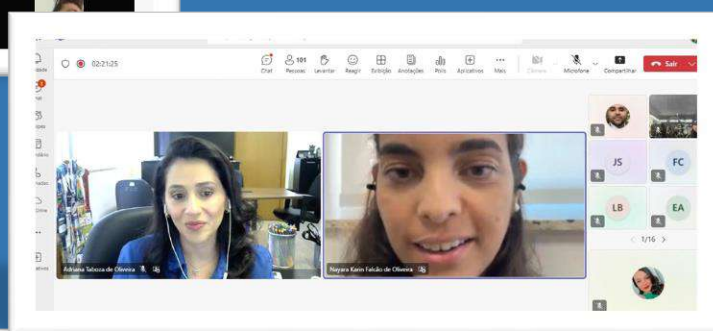 02:21:25
101
Chat Pessoas Levantar Reagir Exibição Anotações Polls Aplicativos Mais Câmera Microfone Compartilhar Sair
JS FC
LB EA
1/16
Adriana Taboza de Oliveira
Nayara Karin Falcão de Oliveira